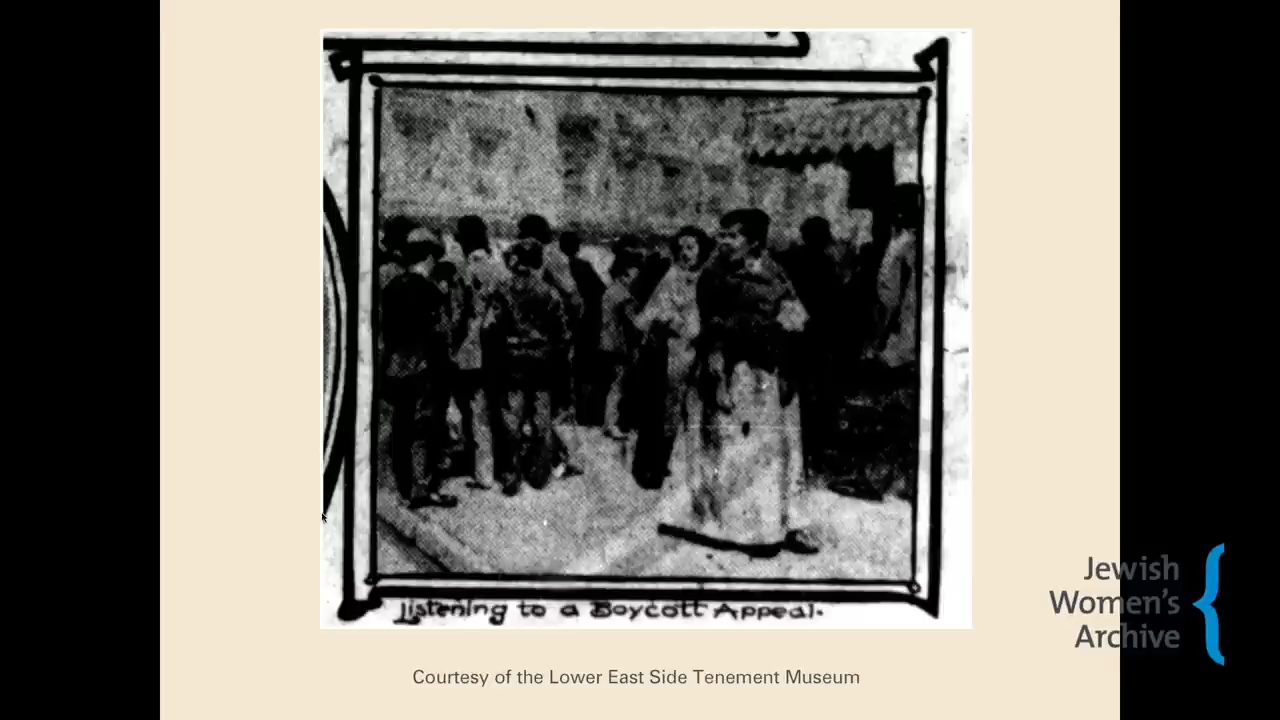 Listening to a Boycott Appeal.
Courtesy of the Lower East Side Tenement Museum
Jewish
Women's
Archive